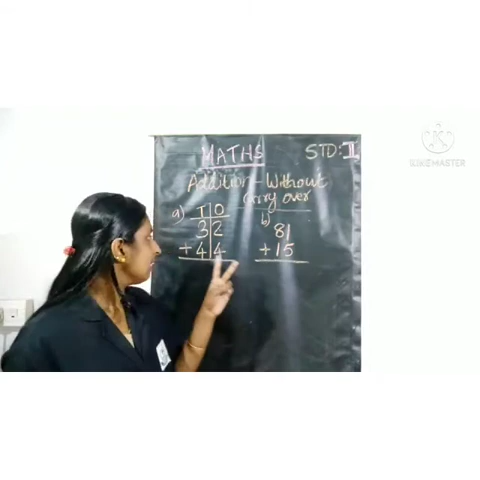 MATHS STD: II
Addition - Without
Carry over
a) T O
3 2
+ 4 4
b)
81
+ 15
KINEMASTER